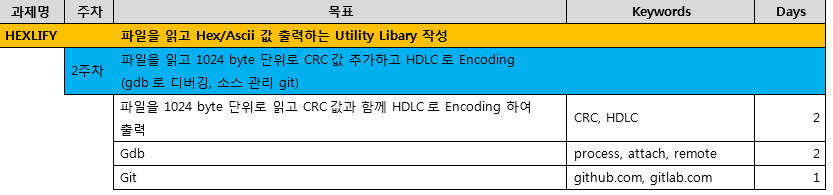 과제명 주차 목표 Keywords Days
HEXLIFY 파일을 읽고 Hex/Ascii 값 출력하는 Utility Libary 작성
2주차 파일을 읽고 1024 byte 단위로 CRC 값 추가하고 HDLC 로 Encoding
(gdb 로 디버깅, 소스 관리 git)
파일을 1024 byte 단위로 읽고 CRC 값과 함께 HDLC 로 Encoding 하여
출력 CRC, HDLC 2
Gdb process, attach, remote 2
Git github.com, gitlab.com 1